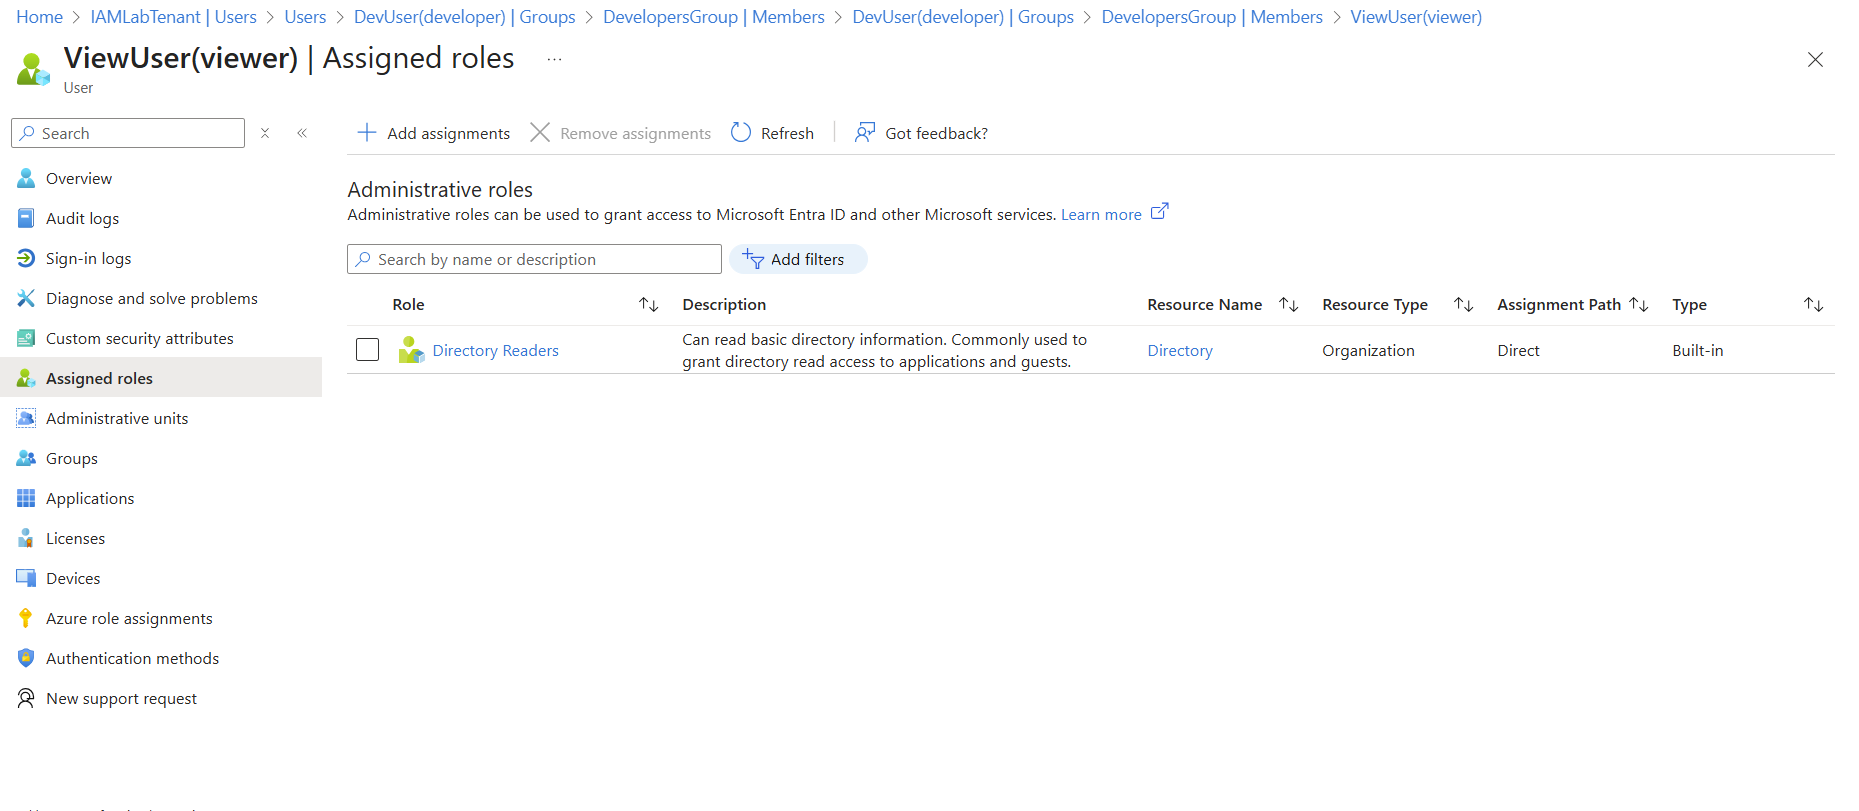 Home > IAMLabTenant | Users > Users > DevUser(developer) | Groups > DevelopersGroup | Members > DevUser(developer) | Groups > DevelopersGroup | Members > ViewUser(viewer)
ViewUser(viewer) | Assigned roles ...
User
Search
Add assignments Remove assignments Refresh Got feedback?
Overview
Audit logs
Sign-in logs
Diagnose and solve problems
Custom security attributes
Assigned roles
Administrative units
Groups
Applications
Licenses
Devices
Azure role assignments
Authentication methods
New support request
Administrative roles
Administrative roles can be used to grant access to Microsoft Entra ID and other Microsoft services. Learn more
Search by name or description Add filters
Role Description Resource Name Resource Type Assignment Path Type
Directory Readers Can read basic directory information. Commonly used to Directory Organization Direct Built-in
grant directory read access to applications and guests.